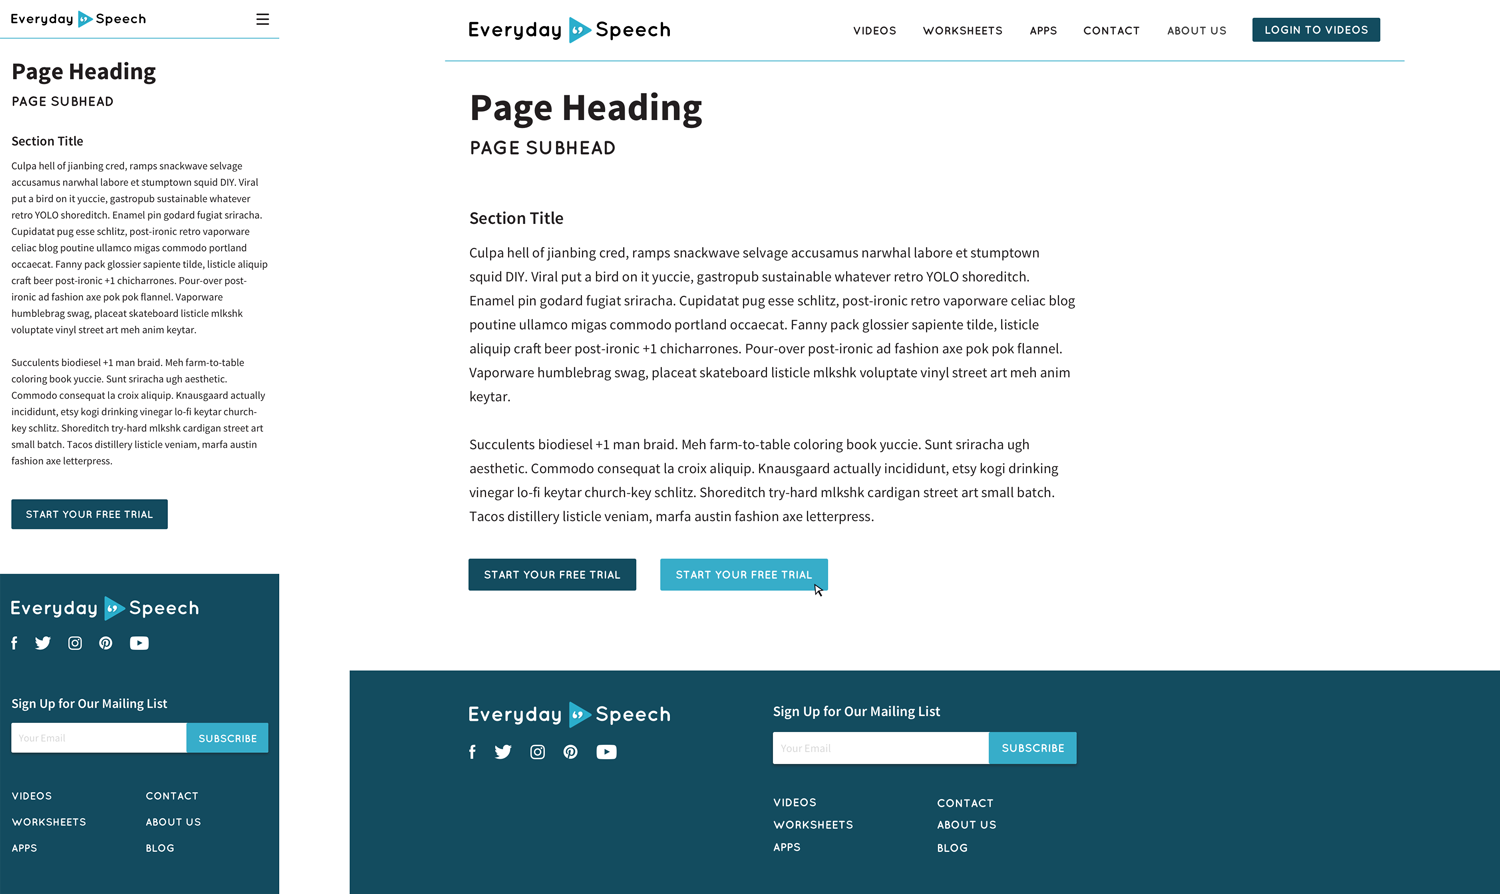 Everyday Speech
Page Heading
PAGE SUBHEAD
Section Title
Culpa hell of jianbing cred, ramps snackwave selvage
accusamus narwhal labore et stumptown squid DIY. Viral
put a bird on it yuccie, gastropub sustainable whatever
retro YOLO shoreditch. Enamel pin godard fugiat sriracha.
Cupidatat pug esse schlitz, post-ironic retro vaporware
celiac blog poutine ullamco migas commodo portland
occaecat. Fanny pack glossier sapiente tilde, listicle aliquip
craft beer post-ironic +1 chicharrones. Pour-over post-
ironic ad fashion axe pok pok flannel. Vaporware
humblebrag swag, placeat skateboard listicle mlkshk
voluptate vinyl street art meh anim keytar.
Succulents biodiesel +1 man braid. Meh farm-to-table
coloring book yuccie. Sunt sriracha ugh aesthetic.
Commodo consequat la croix aliquip. Knausgaard actually
incididunt, etsy kogi drinking vinegar lo-fi keytar church-
key schlitz. Shoreditch try-hard mlkshk cardigan street art
small batch. Tacos distillery listicle veniam, marfa austin
fashion axe letterpress.
START YOUR FREE TRIAL
Everyday Speech
Sign Up for Our Mailing List
Your Email
SUBSCRIBE
VIDEOS
CONTACT
WORKSHEETS
ABOUT US
APPS
BLOG
Everyday Speech
VIDEOS
WORKSHEETS
APPS
CONTACT
ABOUT US
LOGIN TO VIDEOS
Page Heading
PAGE SUBHEAD
Section Title
Culpa hell of jianbing cred, ramps snackwave selvage accusamus narwhal labore et stumptown
squid DIY. Viral put a bird on it yuccie, gastropub sustainable whatever retro YOLO shoreditch.
Enamel pin godard fugiat sriracha. Cupidatat pug esse schlitz, post-ironic retro vaporware celiac blog
poutine ullamco migas commodo portland occaecat. Fanny pack glossier sapiente tilde, listicle
aliquip craft beer post-ironic +1 chicharrones. Pour-over post-ironic ad fashion axe pok pok flannel.
Vaporware humblebrag swag, placeat skateboard listicle mlkshk voluptate vinyl street art meh anim
keytar.
Succulents biodiesel +1 man braid. Meh farm-to-table coloring book yuccie. Sunt sriracha ugh
aesthetic. Commodo consequat la croix aliquip. Knausgaard actually incididunt, etsy kogi drinking
vinegar lo-fi keytar church-key schlitz. Shoreditch try-hard mlkshk cardigan street art small batch.
Tacos distillery listicle veniam, marfa austin fashion axe letterpress.
START YOUR FREE TRIAL
START YOUR FREE TRIAL
Everyday Speech
Sign Up for Our Mailing List
Your Email
SUBSCRIBE
VIDEOS
CONTACT
WORKSHEETS
ABOUT US
APPS
BLOG